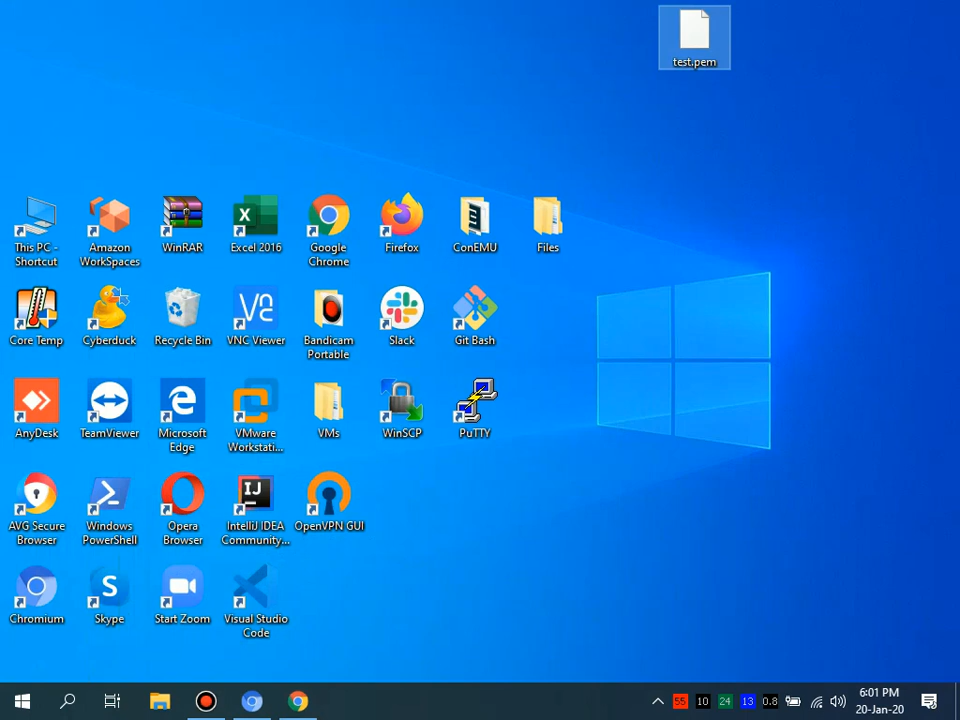 test.pem
This PC -
Shortcut
Amazon
WorkSpaces
WinRAR
Excel 2016
Google
Chrome
Firefox
ConEMU
Files
Core Temp
Cyberduck
Recycle Bin
VNC Viewer
Bandicam
Portable
Slack
Git Bash
AnyDesk
TeamViewer
Microsoft
Edge
VMware
Workstati...
VMs
WinSCP
PuTTY
AVG Secure
Browser
Windows
PowerShell
Opera
Browser
IJ
IntelliJ IDEA
Community...
OpenVPN GUI
Chromium
Skype
Start Zoom
Visual Studio
Code
55 10 24 13 0.8
6:01 PM
20-Jan-20